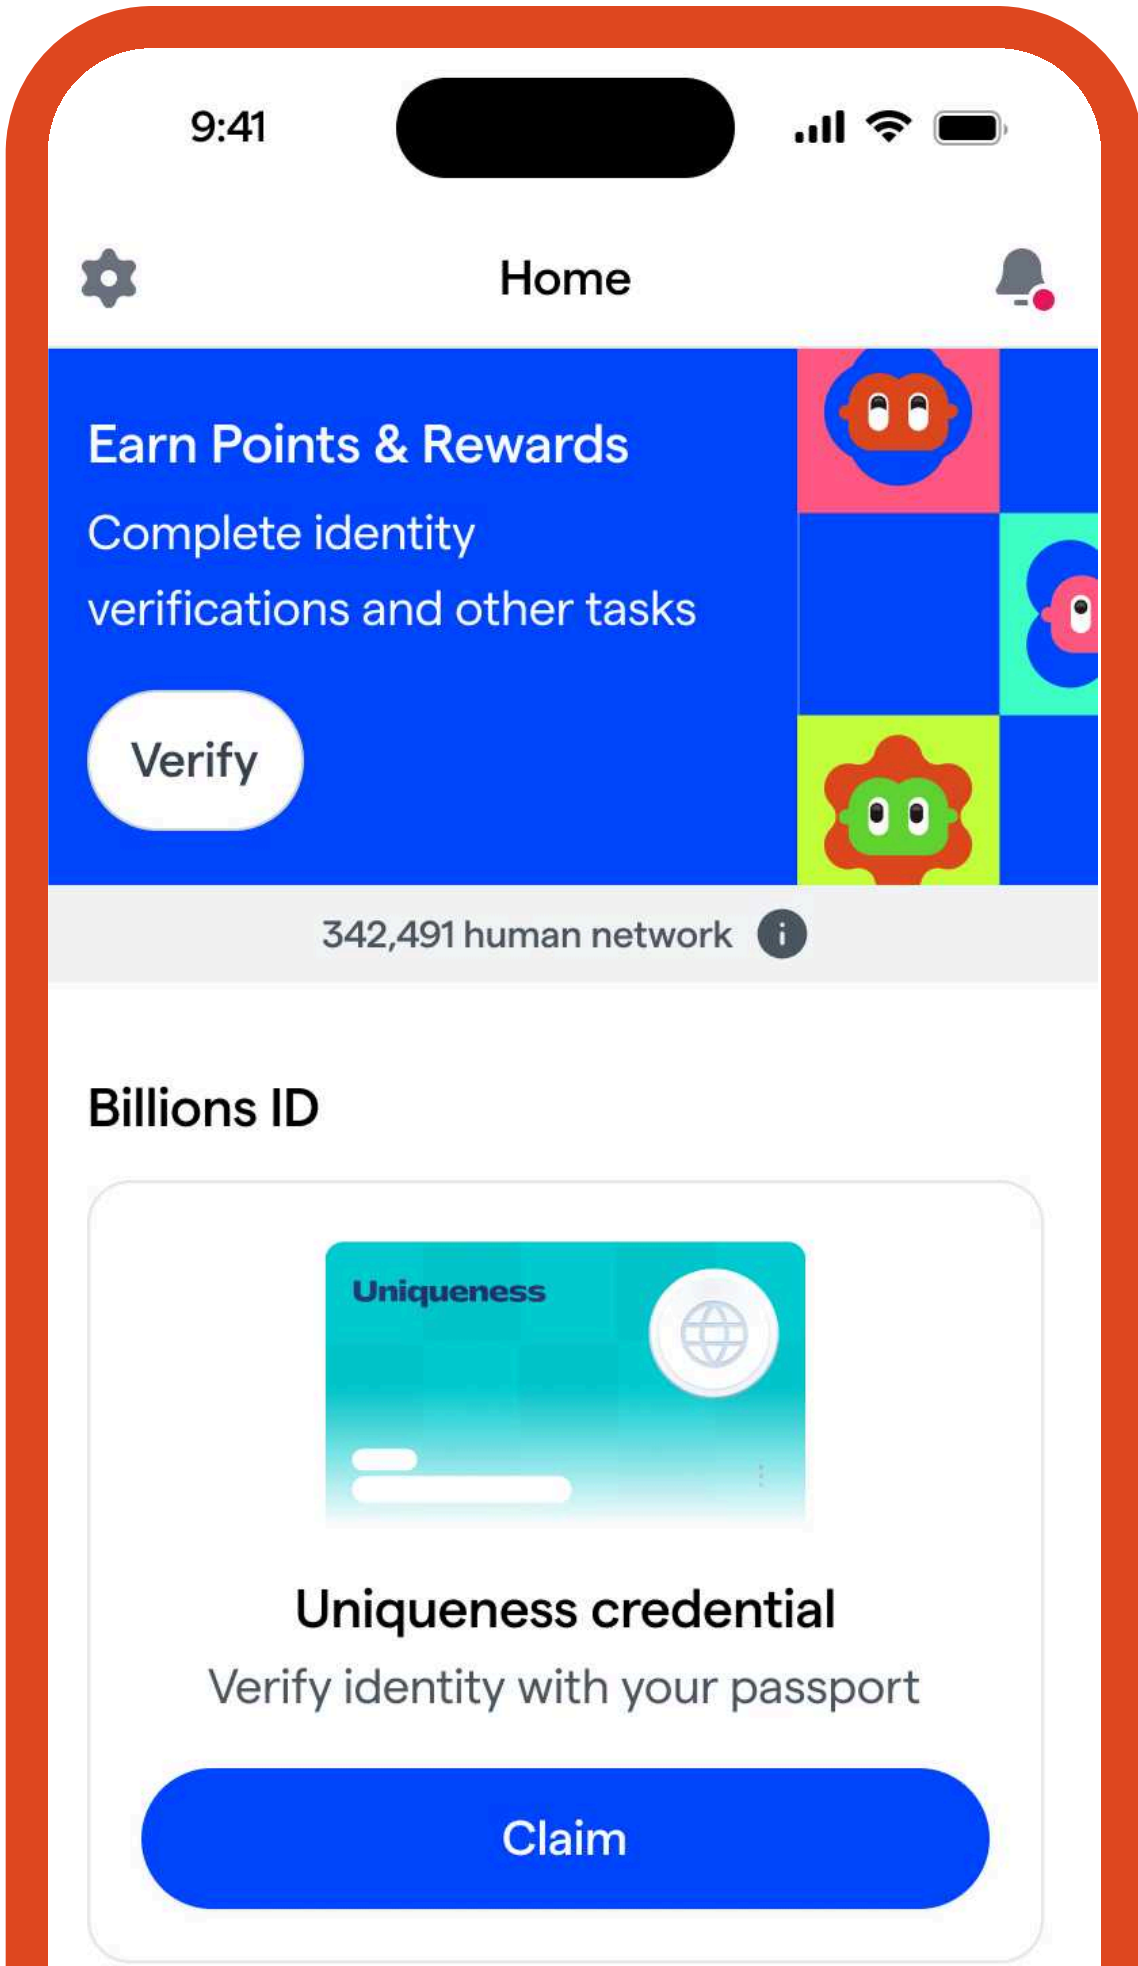 9:41
Home
Earn Points & Rewards
Complete identity
verifications and other tasks
Verify
342,491 human network
Billions ID
Uniqueness
Uniqueness credential
Verify identity with your passport
Claim